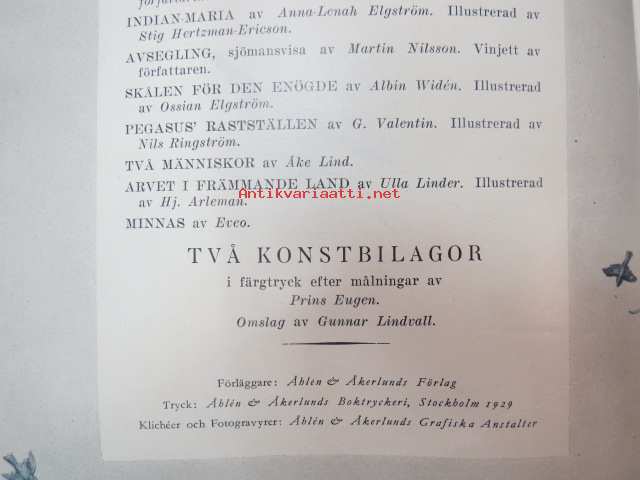 INDIAN-MARIA av Anna-Lenah Elgström. Illustrerad av
Stig Hertzman-Ericson.
AVSEGLING, sjömansvisa av Martin Nilsson. Vinjett av
författaren.
SKÅLEN FÖR DEN ENÖGDE av Albin Widén. Illustrerad
av Ossian Elgström.
PEGASUS' RASTSTÄLLEN av G. Valentin. Illustrerad av
Nils Ringström.
TVÅ MÄNNISKOR av Åke Lind.
ARVET I FRÄMMANDE LAND av Ulla Linder. Illustrerad
av Hj. Arleman.
Antikvariaatti.net
MINNAS av Eveo.
TVÅ KONSTBILAGOR
i färgtryck efter målningar av
Prins Eugen.
Omslag av Gunnar Lindvall.
Förläggare: Åhlen & Åkerlunds Förlag
Tryck: Åhlén & Åkerlunds Boktryckeri, Stockholm 1929
Klichéer och Fotogravyrer: Åhlén & Åkerlunds Grafiska Anstalter